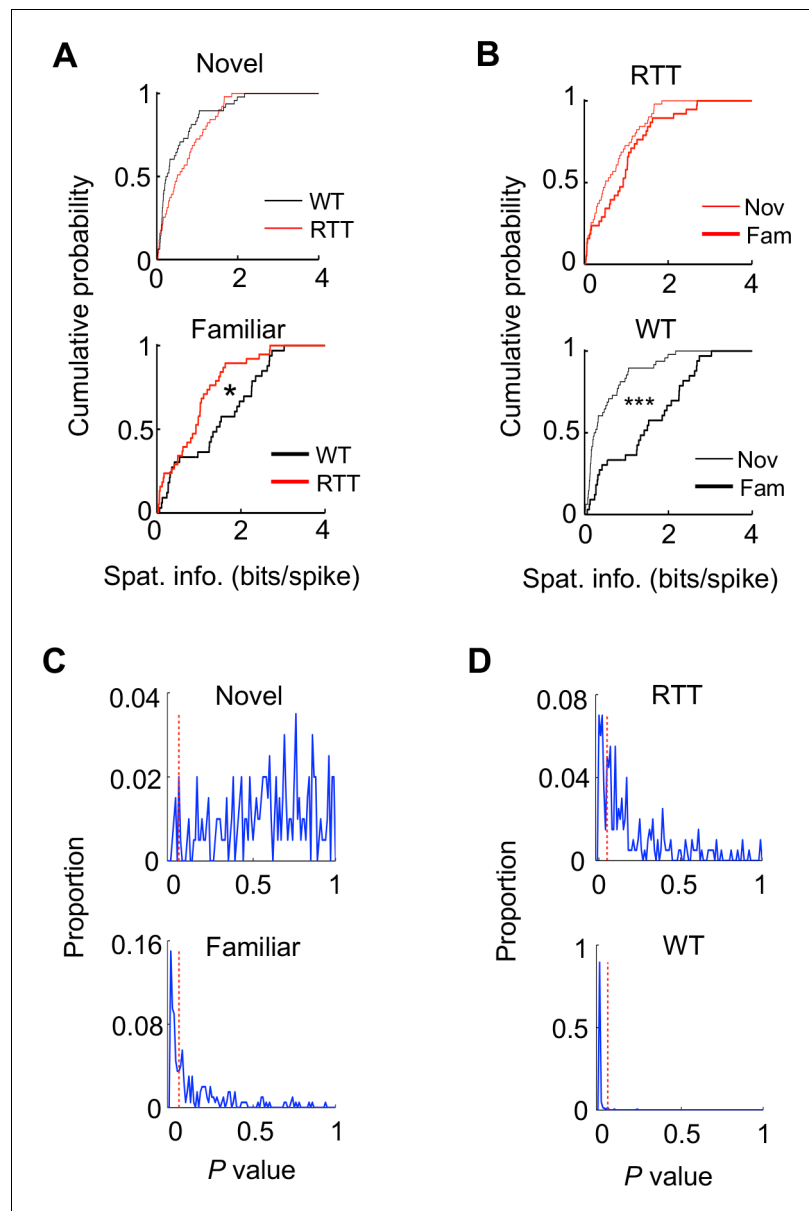 A
Novel
1
0.5
0
0
2
4
WT
RTT
Familiar
1
0.5
0
0
2
4
*
WT
RTT
Cumulative probability
Spat. info. (bits/spike)
B
RTT
1
0.5
0
0
2
4
Nov
Fam
WT
1
0.5
0
0
2
4
***
Nov
Fam
Cumulative probability
Spat. info. (bits/spike)
C
Novel
0.04
0.02
0
0
0.5
1
Familiar
0.16
0.08
0
0
0.5
1
Proportion
P value
D
RTT
0.08
0.04
0
0
0.5
1
WT
1
0.5
0
0
0.5
1
Proportion
P value